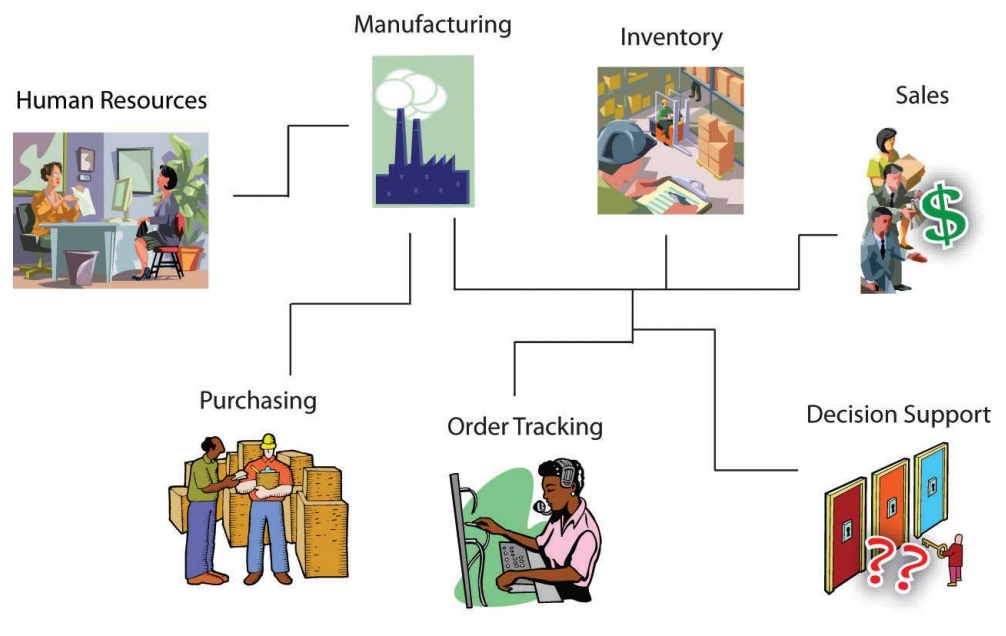 Manufacturing
Inventory
Human Resources
Sales
$
Purchasing
Order Tracking
Decision Support
??